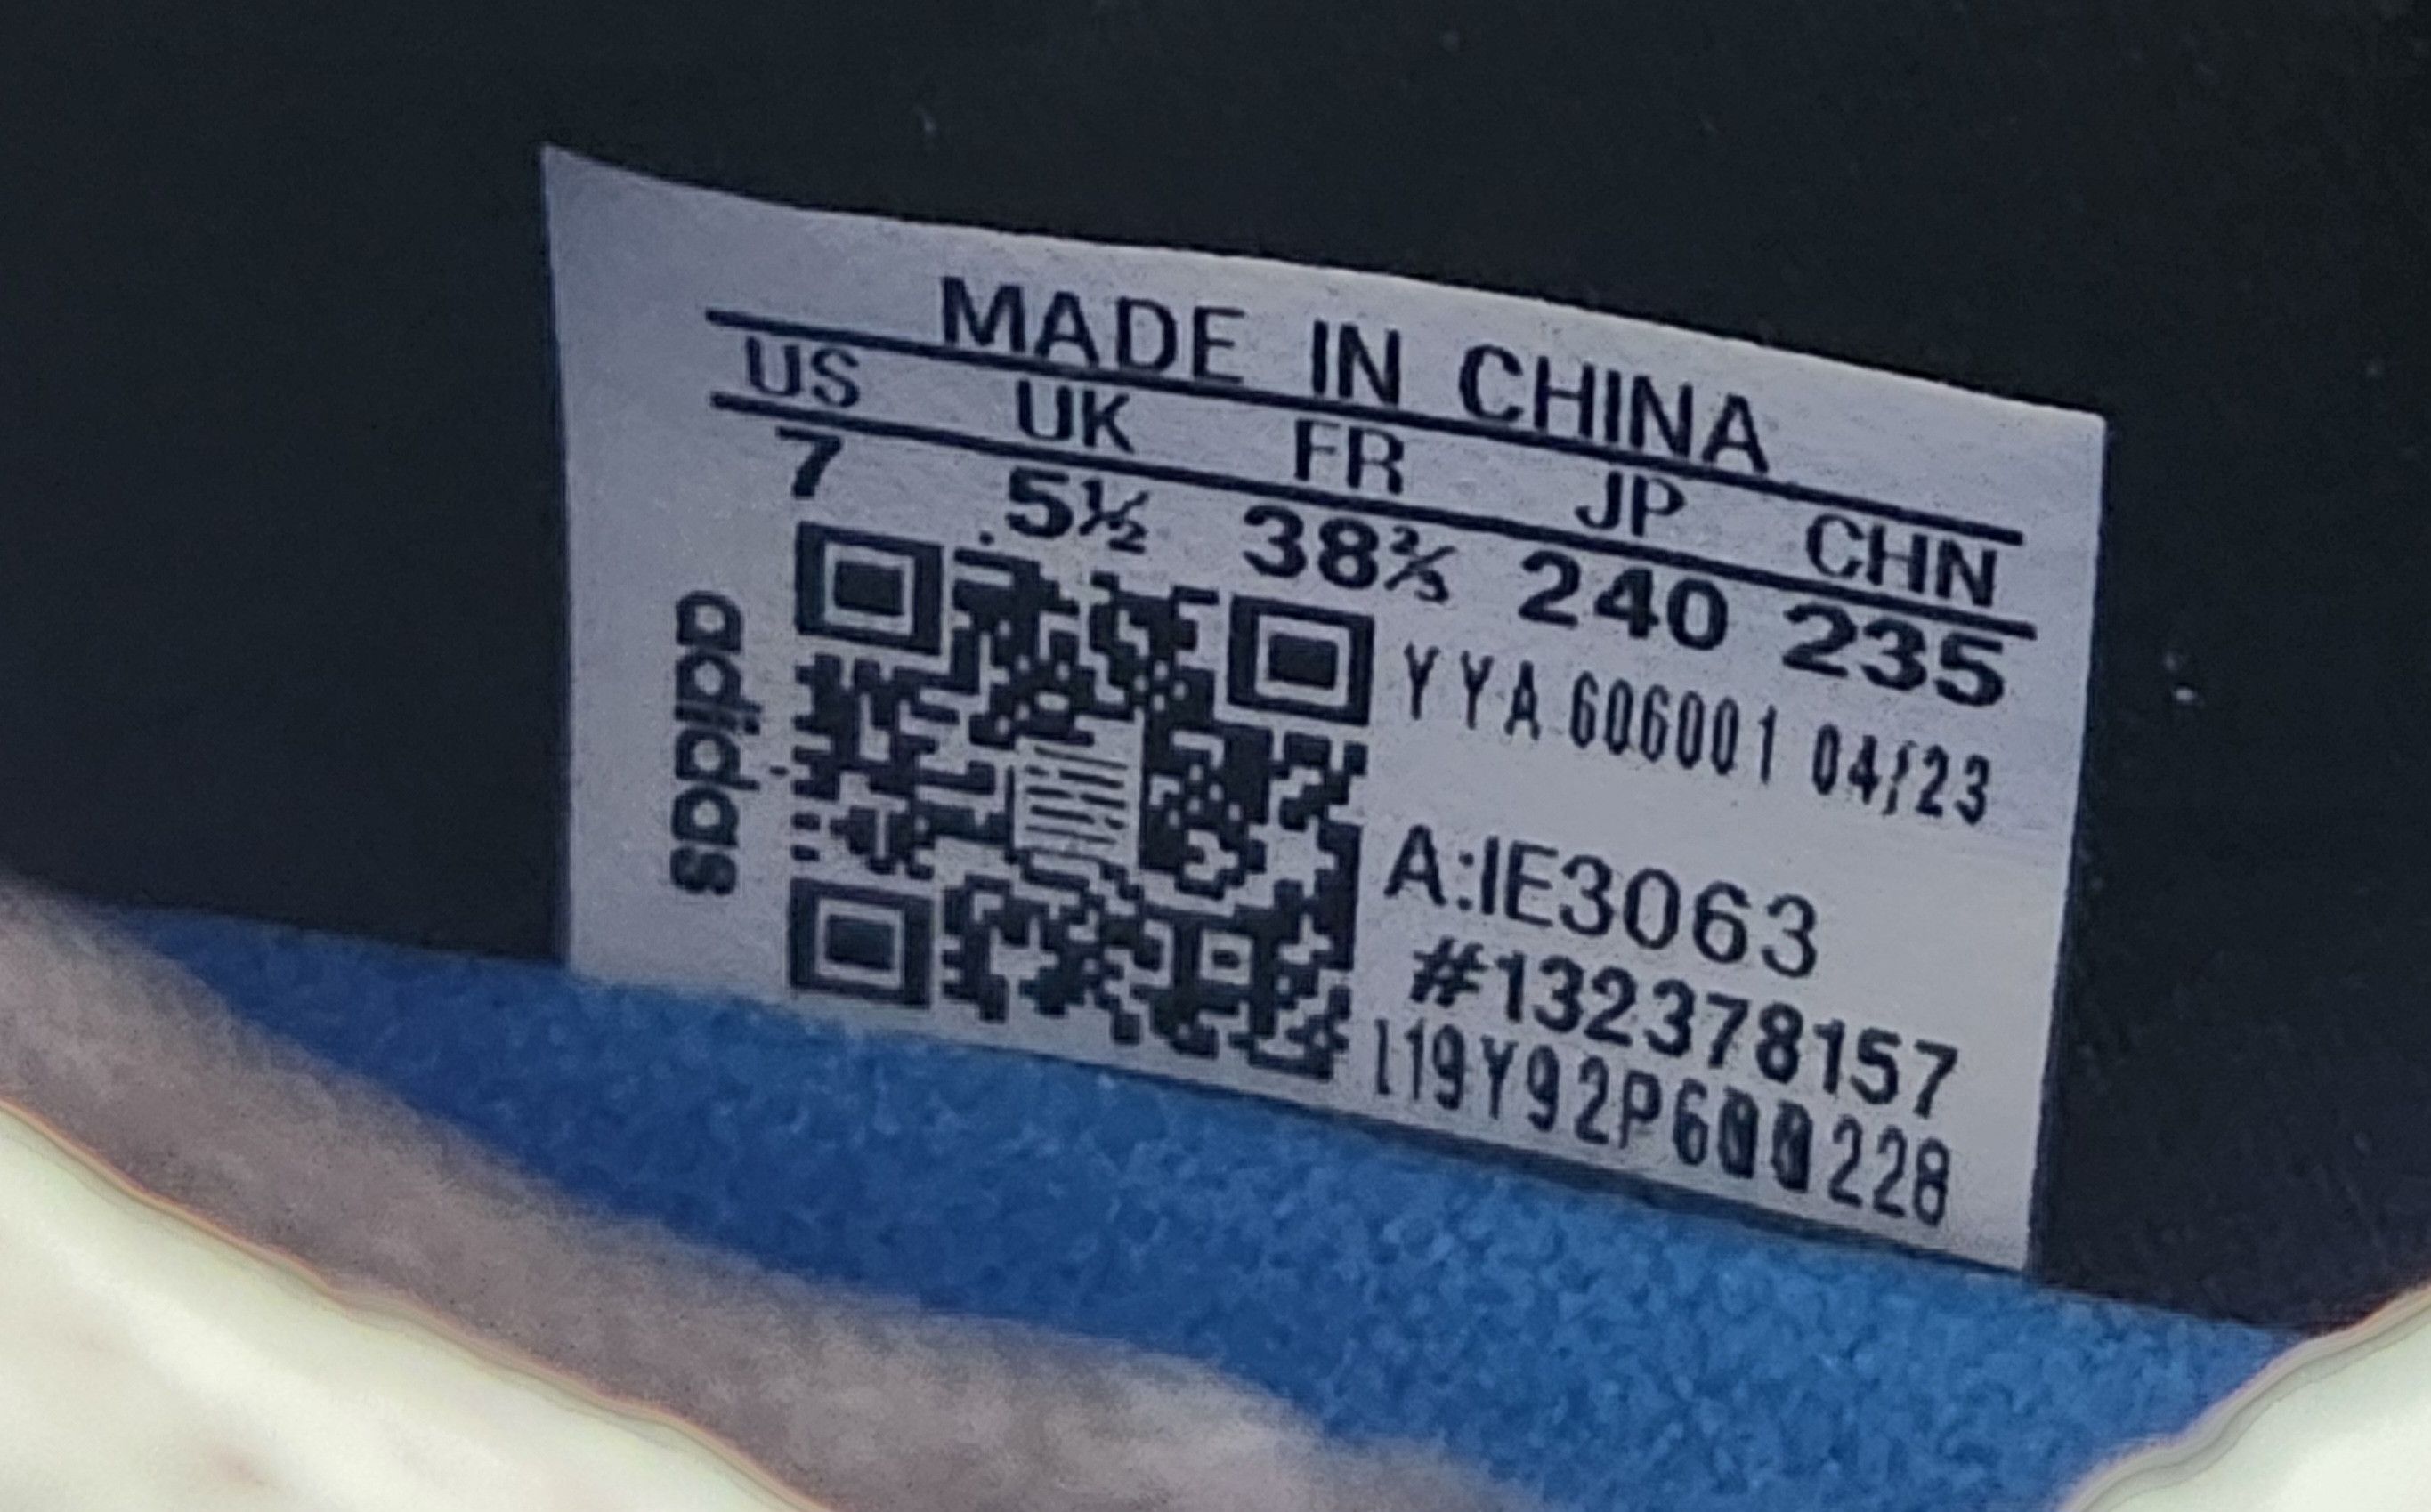 MADE IN CHINA
US UK FR JP CHN
7 5½ 38⅔ 240 235
adidas
YYA 606001 04/23
A:IE3063
#132378157